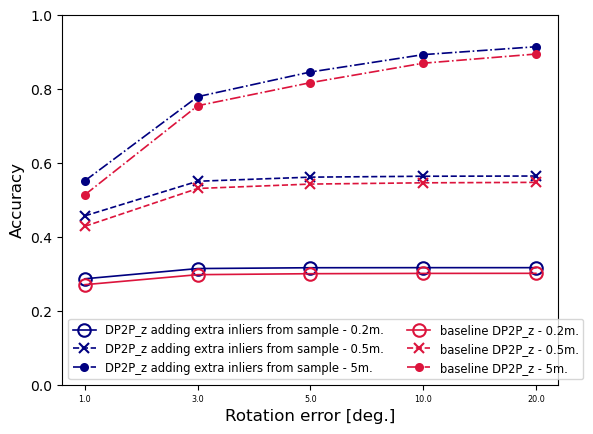 1.0
0.8
0.6
0.4
0.2
0.0
Accuracy
DP2P_z adding extra inliers from sample - 0.2m.
DP2P_z adding extra inliers from sample - 0.5m.
DP2P_z adding extra inliers from sample - 5m.
baseline DP2P_z - 0.2m.
baseline DP2P_z - 0.5m.
baseline DP2P_z - 5m.
1.0 3.0 5.0 10.0 20.0
Rotation error [deg.]